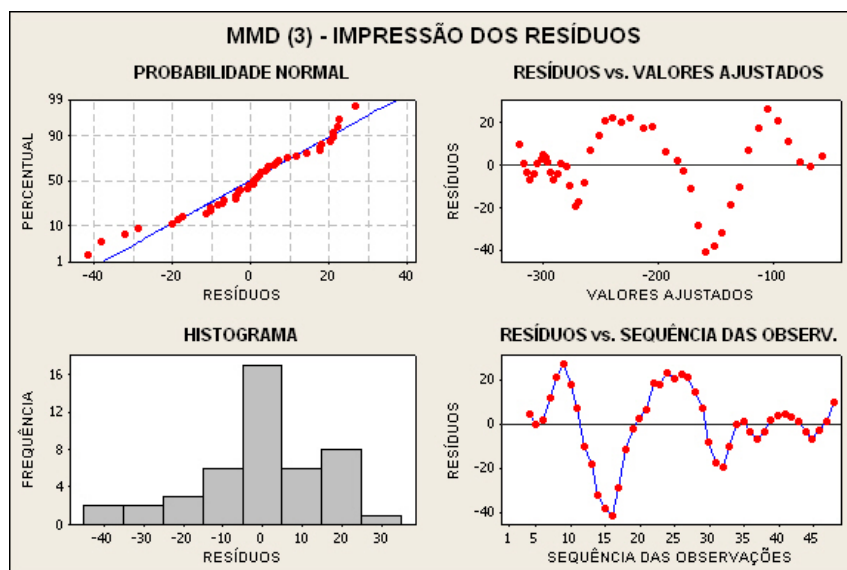 MMD (3) - IMPRESSÃO DOS RESÍDUOS
PROBABILIDADE NORMAL
PERCENTUAL
99
90
50
10
1
-40 -20 0 20 40
RESÍDUOS
RESÍDUOS vs. VALORES AJUSTADOS
RESÍDUOS
20
0
-20
-40
-300 -200 -100
VALORES AJUSTADOS
HISTOGRAMA
FREQUÊNCIA
16
12
8
4
0
-40 -30 -20 -10 0 10 20 30
RESÍDUOS
RESÍDUOS vs. SEQUÊNCIA DAS OBSERV.
RESÍDUOS
20
0
-20
-40
1 5 10 15 20 25 30 35 40 45
SEQUÊNCIA DAS OBSERVAÇÕES